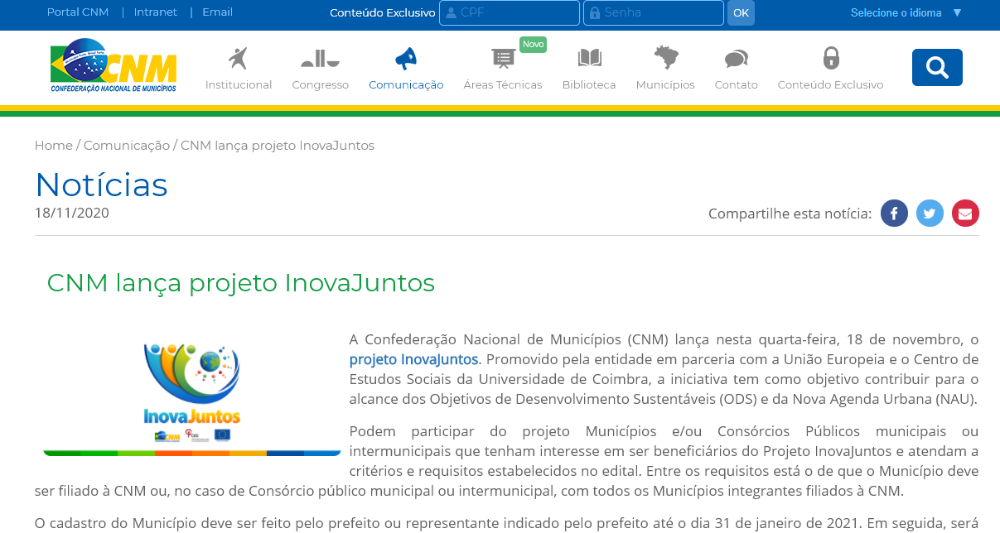 Portal CNM | Intranet | Email Conteúdo Exclusivo CPF Senha OK Selecione o idioma ▼
Novo
CNM
CONFEDERAÇÃO NACIONAL DE MUNICÍPIOS
Institucional Congresso Comunicação Áreas Técnicas Biblioteca Municípios Contato Conteúdo Exclusivo
Home / Comunicação / CNM lança projeto InovaJuntos
Notícias
18/11/2020 Compartilhe esta notícia:
CNM lança projeto InovaJuntos
InovaJuntos
CNM
A Confederação Nacional de Municípios (CNM) lança nesta quarta-feira, 18 de novembro, o
projeto InovaJuntos. Promovido pela entidade em parceria com a União Europeia e o Centro de
Estudos Sociais da Universidade de Coimbra, a iniciativa tem como objetivo contribuir para o
alcance dos Objetivos de Desenvolvimento Sustentáveis (ODS) e da Nova Agenda Urbana (NAU).
Podem participar do projeto Municípios e/ou Consórcios Públicos municipais ou
intermunicipais que tenham interesse em ser beneficiários do Projeto InovaJuntos e atendam a
critérios e requisitos estabelecidos no edital. Entre os requisitos está o de que o Município deve
ser filiado à CNM ou, no caso de Consórcio público municipal ou intermunicipal, com todos os Municípios integrantes filiados à CNM.
O cadastro do Município deve ser feito pelo prefeito ou representante indicado pelo prefeito até o dia 31 de janeiro de 2021. Em seguida, será